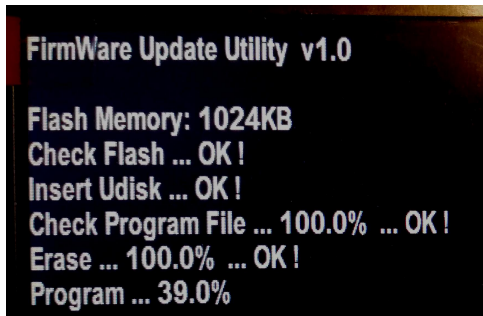 FirmWare Update Utility v1.0
Flash Memory: 1024KB
Check Flash ... OK !
Insert Udisk ... OK !
Check Program File ... 100.0% ... OK !
Erase ... 100.0% ... OK !
Program ... 39.0%